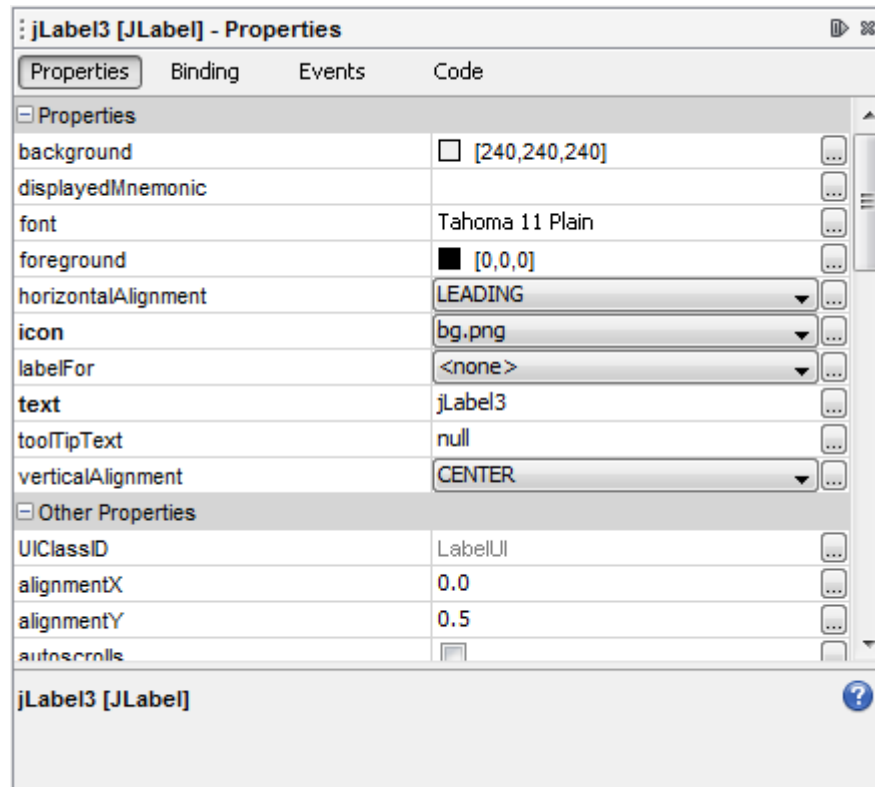 jLabel3 [JLabel] - Properties
Properties Binding Events Code
Properties
background [240,240,240] ...
displayedMnemonic ...
font Tahoma 11 Plain ...
foreground [0,0,0] ...
horizontalAlignment LEADING ...
icon bg.png ...
labelFor <none> ...
text jLabel3 ...
toolTipText null ...
verticalAlignment CENTER ...
Other Properties
UIClassID LabelUI ...
alignmentX 0.0 ...
alignmentY 0.5 ...
autoscrolls ...
jLabel3 [JLabel] ?